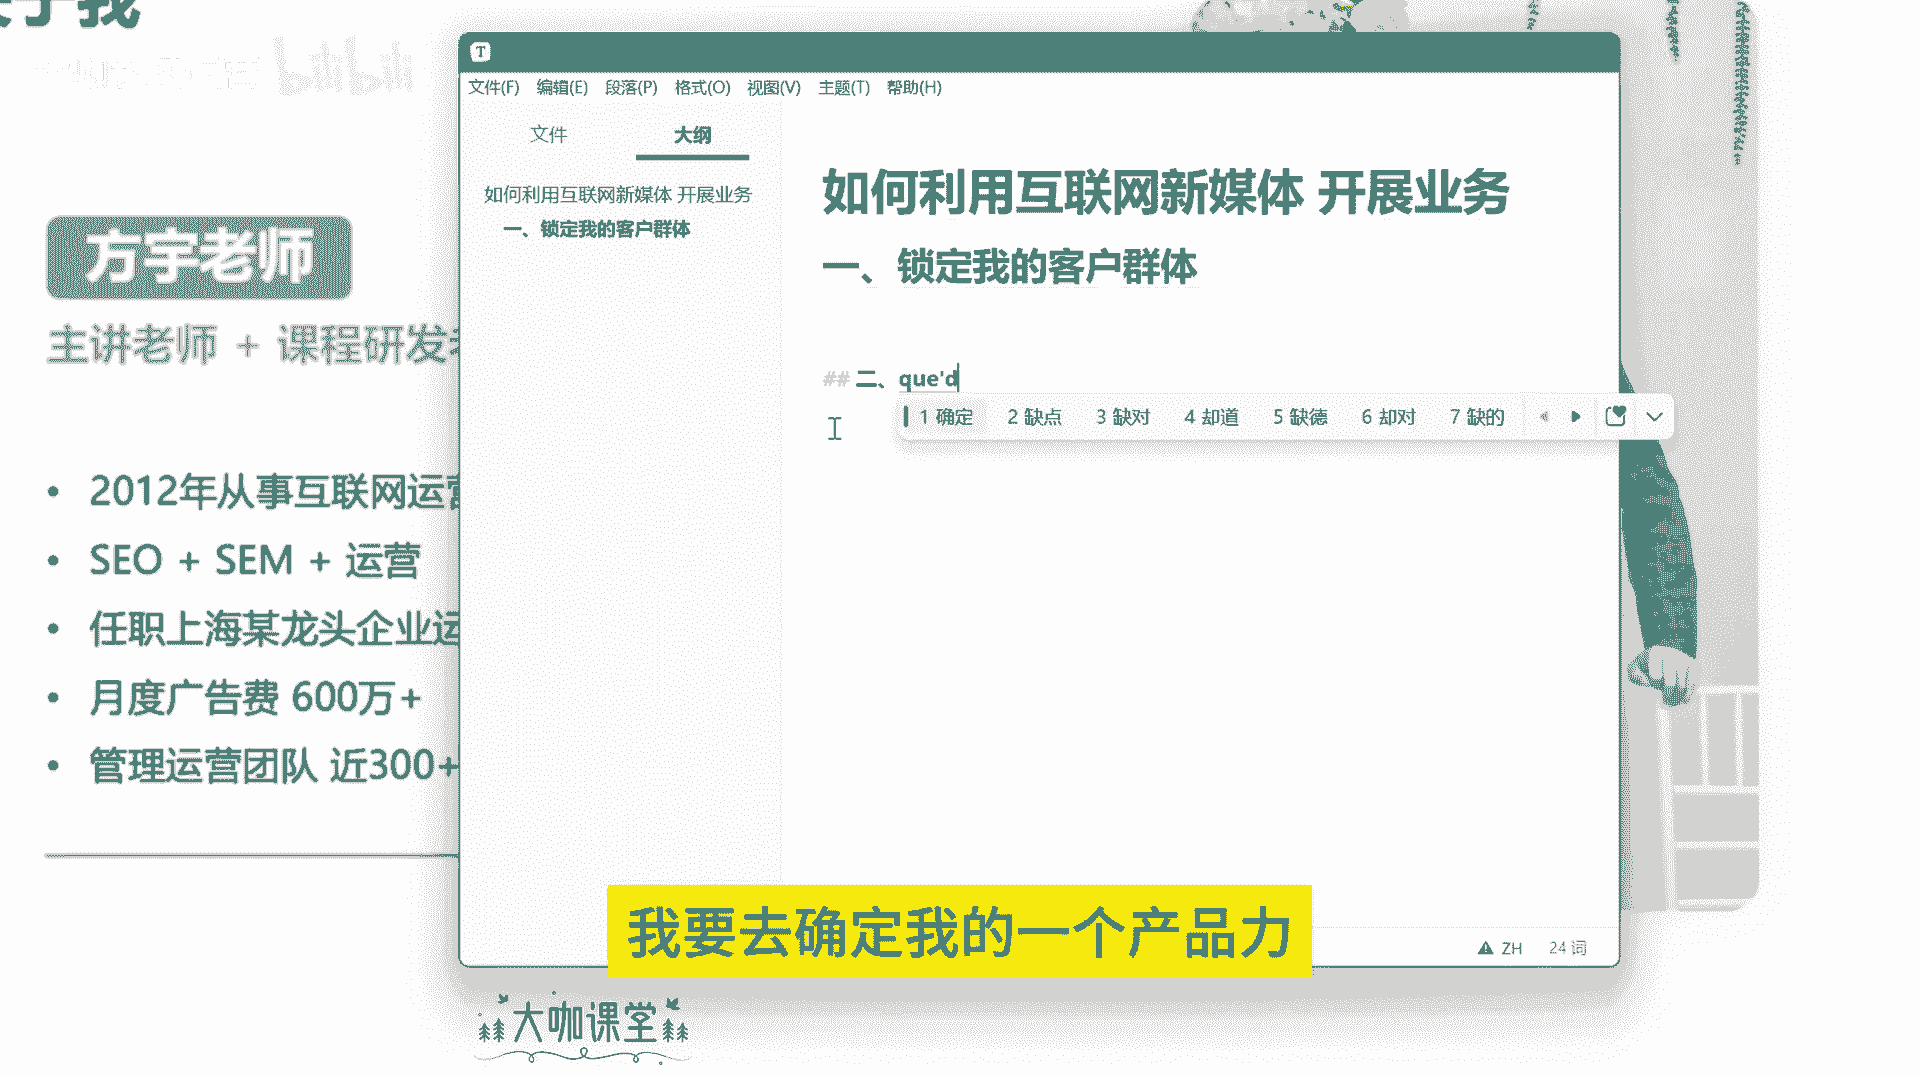 bilibili
方宇老师
主讲老师 + 课程研发
2012年从事互联网运营
SEO + SEM + 运营
任职上海某龙头企业运
月度广告费 600万+
管理运营团队 近300+
T
文件(F) 编辑(E) 段落(P) 格式(O) 视图(V) 主题(T) 帮助(H)
文件 大纲
如何利用互联网新媒体 开展业务
一、锁定我的客户群体
如何利用互联网新媒体 开展业务
一、锁定我的客户群体
## 二、que'd
1 确定 2 缺点 3 缺对 4 却道 5 缺德 6 却对 7 缺的
ZH 24 词
我要去确定我的一个产品力
大咖课堂